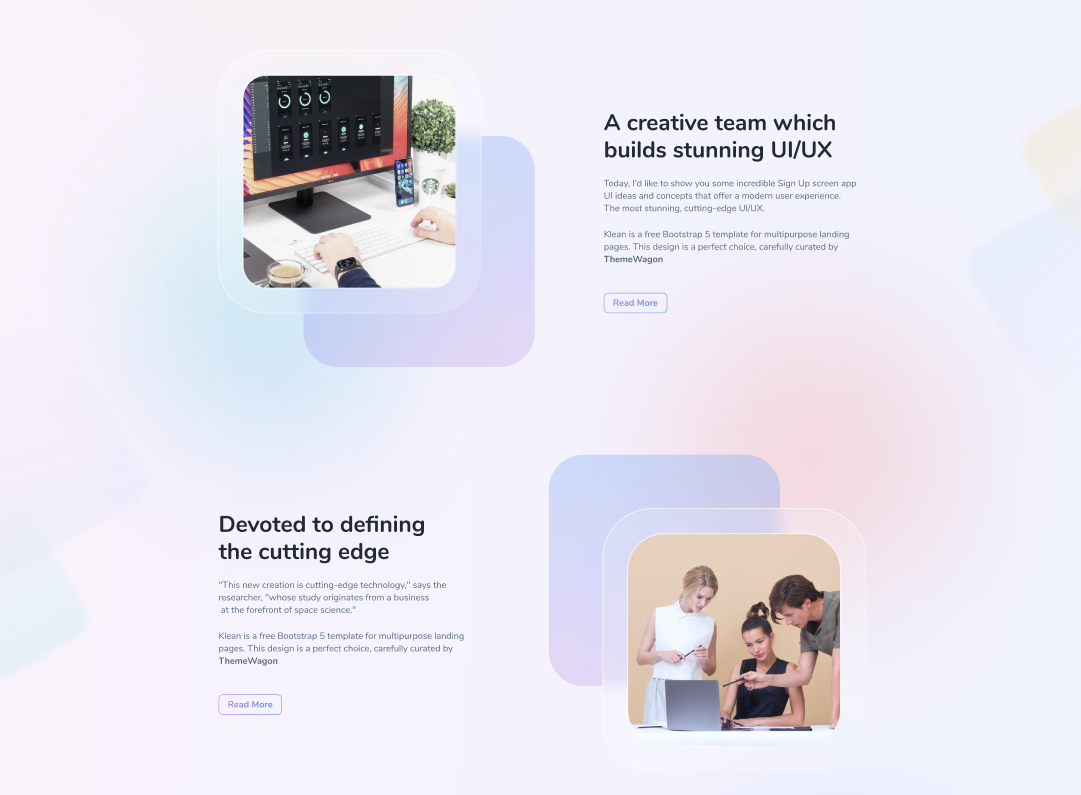 A creative team which
builds stunning UI/UX
Today, I'd like to show you some incredible Sign Up screen app
UI ideas and concepts that offer a modern user experience.
The most stunning, cutting-edge UI/UX.
Klean is a free Bootstrap 5 template for multipurpose landing
pages. This design is a perfect choice, carefully curated by
ThemeWagon
Read More
Devoted to defining
the cutting edge
"This new creation is cutting-edge technology," says the
researcher, "whose study originates from a business
at the forefront of space science."
Klean is a free Bootstrap 5 template for multipurpose landing
pages. This design is a perfect choice, carefully curated by
ThemeWagon
Read More